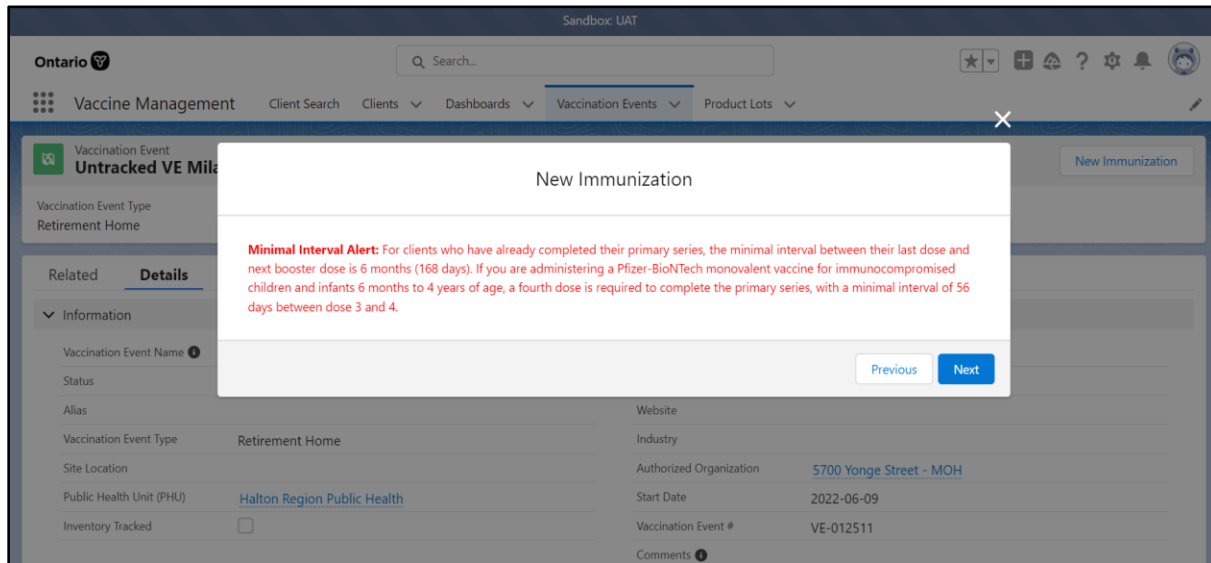 Sandbox: UAT
Ontario
Search...
Vaccine Management Client Search Clients Dashboards Vaccination Events Product Lots
Vaccination Event
Untracked VE Mila
New Immunization
Vaccination Event Type
Retirement Home
New Immunization
Minimal Interval Alert: For clients who have already completed their primary series, the minimal interval between their last dose and
next booster dose is 6 months (168 days). If you are administering a Pfizer-BioNTech monovalent vaccine for immunocompromised
children and infants 6 months to 4 years of age, a fourth dose is required to complete the primary series, with a minimal interval of 56
days between dose 3 and 4.
Previous Next
Related Details
Information
Vaccination Event Name
Status
Alias Website
Vaccination Event Type Retirement Home Industry
Site Location Authorized Organization 5700 Yonge Street - MOH
Public Health Unit (PHU) Halton Region Public Health Start Date 2022-06-09
Inventory Tracked Vaccination Event # VE-012511
Comments